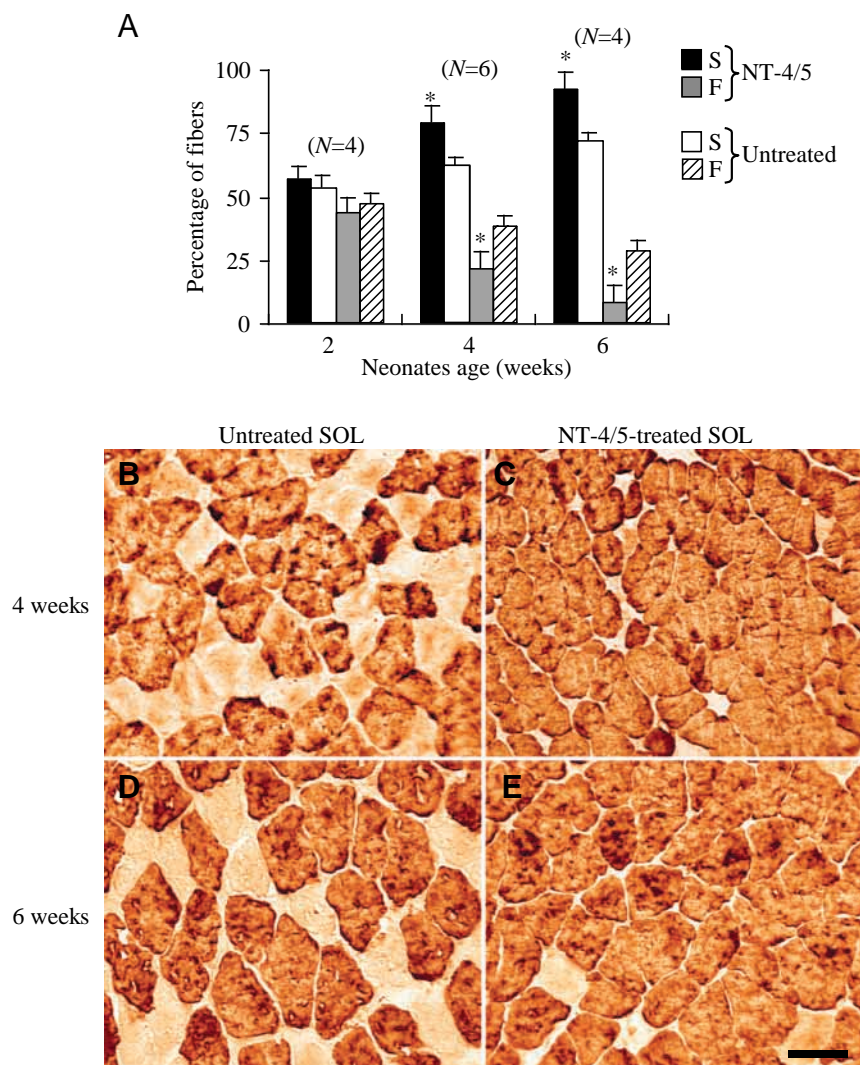 A
(N=4)
(N=6)
(N=4)
* * * *
S
F
NT-4/5
S
F
Untreated
Percentage of fibers
100
75
50
25
0
2 4 6
Neonates age (weeks)
Untreated SOL NT-4/5-treated SOL
B C
4 weeks
D E
6 weeks